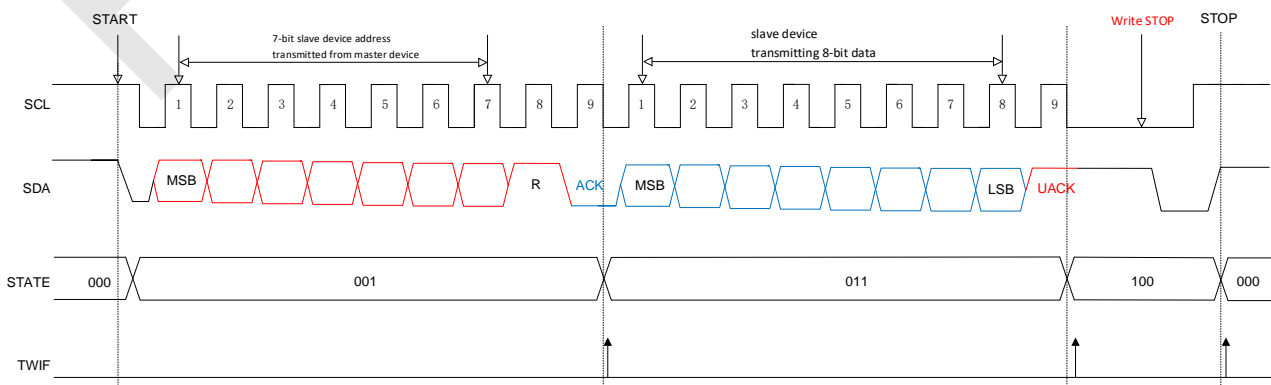 START
Write STOP
STOP
7-bit slave device address
transmitted from master device
slave device
transmitting 8-bit data
SCL
1 2 3 4 5 6 7 8 9 1 2 3 4 5 6 7 8 9
SDA
MSB R ACK MSB LSB UACK
STATE 000 001 011 100 000
TWIF